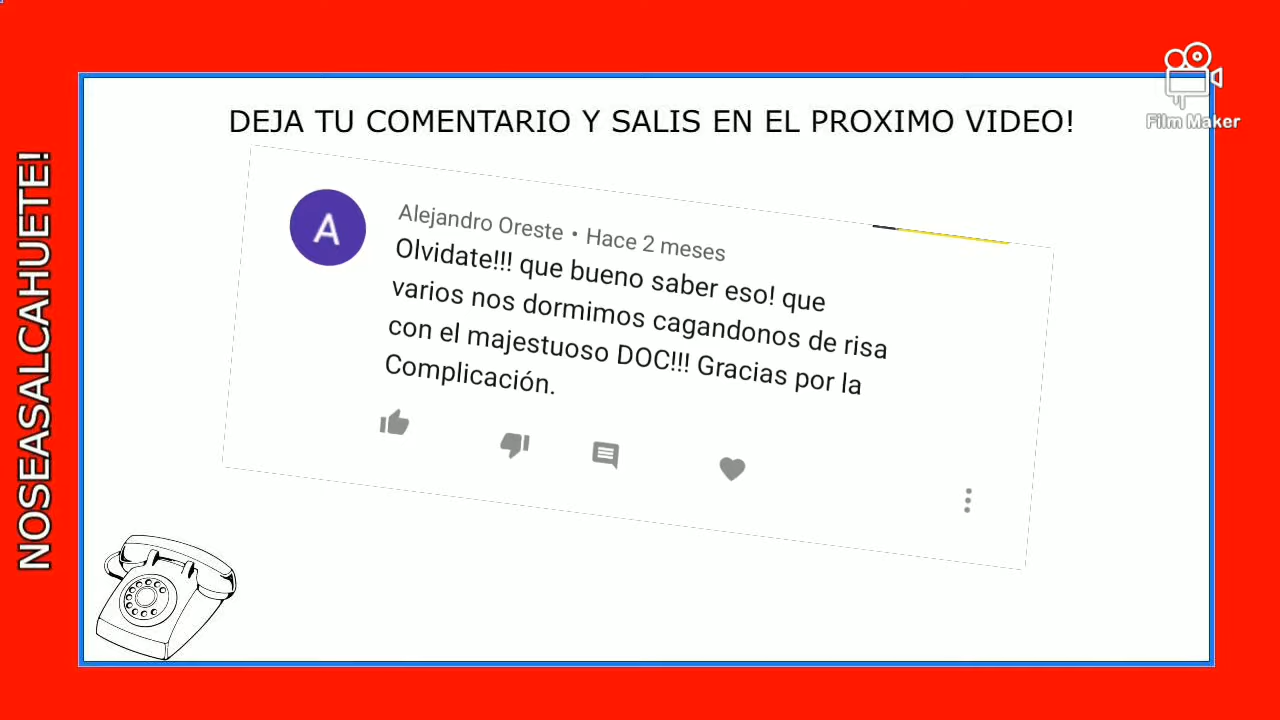 DEJA TU COMENTARIO Y SALIS EN EL PROXIMO VIDEO!
Film Maker
NOSEASALCAHUETE!
A
Alejandro Oreste • Hace 2 meses
Olvidate!!! que bueno saber eso! que
varios nos dormimos cagandonos de risa
con el majestuoso DOC!!! Gracias por la
Complicación.